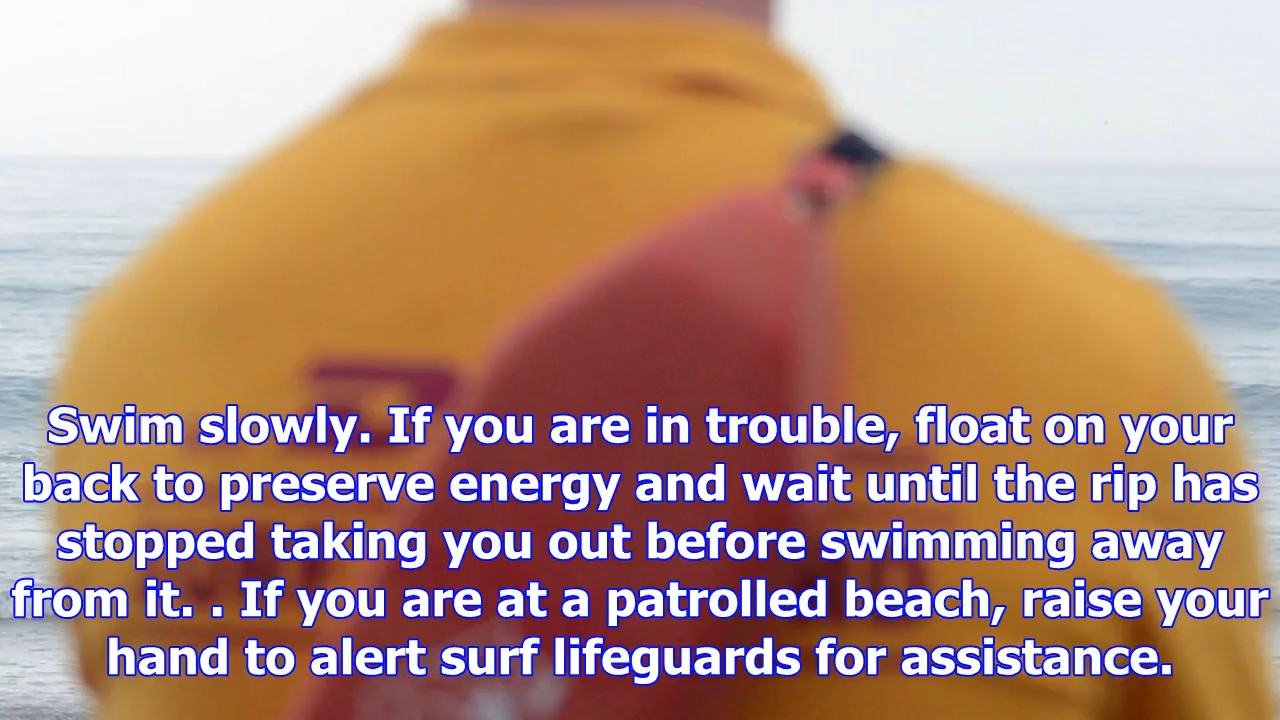 Swim slowly. If you are in trouble, float on your
back to preserve energy and wait until the rip has
stopped taking you out before swimming away
from it. . If you are at a patrolled beach, raise your
hand to alert surf lifeguards for assistance.